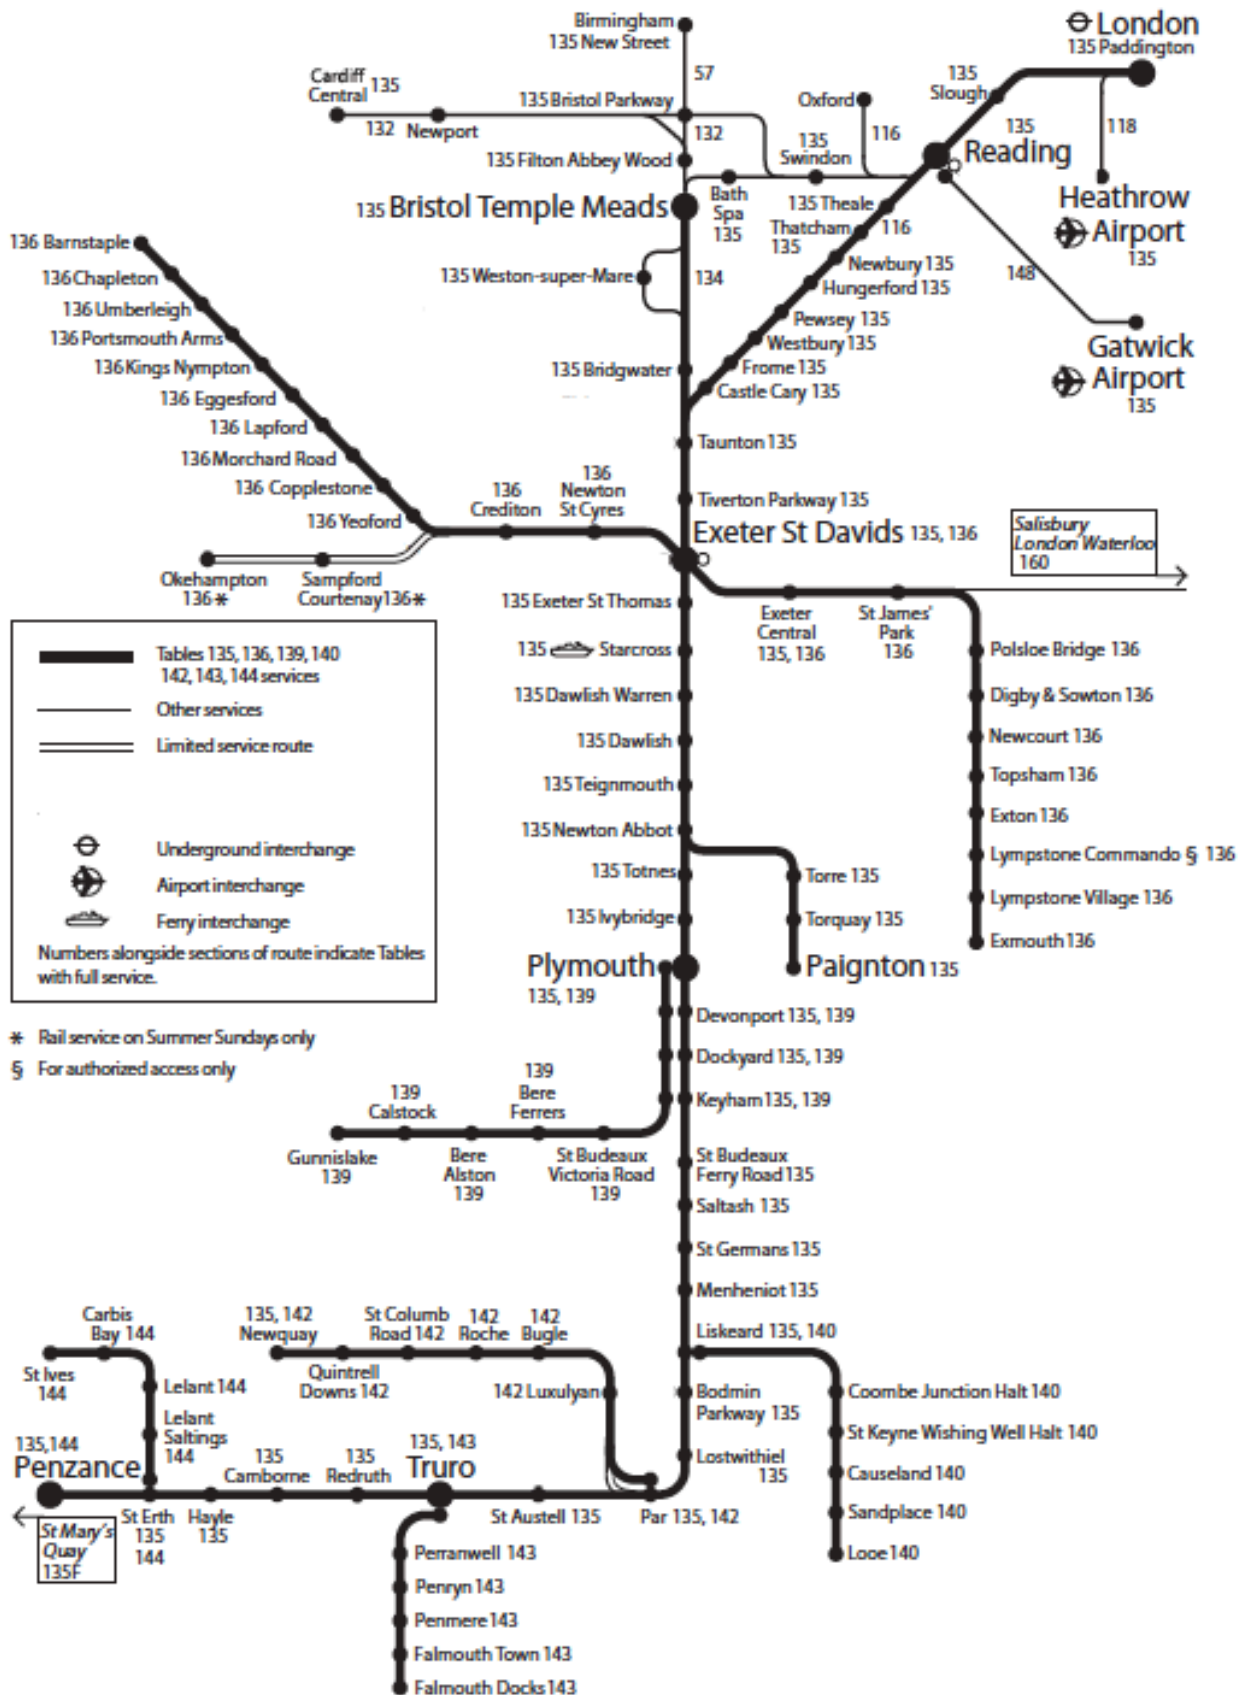 Birmingham
135 New Street
London
135 Paddington
57
Cardiff
Central 135
135 Bristol Parkway
Oxford
135
Slough
132
Newport
132
116
135
118
135 Filton Abbey Wood
135
Swindon
Reading
135 Bristol Temple Meads
Bath
Spa
135
135 Theale
Thatcham
135
116
Heathrow
Airport
135
136 Barnstaple
136 Chapleton
136 Umberleigh
136 Portsmouth Arms
136 Kings Nympton
136 Eggesford
136 Lapford
136 Morchard Road
136 Copplestone
136 Yeoford
135 Weston-super-Mare
134
Newbury 135
Hungerford 135
Pewsey 135
Westbury 135
Frome 135
Castle Cary 135
148
Gatwick
Airport
135
135 Bridgwater
Taunton 135
Tiverton Parkway 135
136
Crediton
136
Newton
St Cyres
Exeter St Davids 135, 136
Salisbury
London Waterloo
160
Okehampton
136*
Sampford
Courtenay 136*
135 Exeter St Thomas
Exeter
Central
135, 136
St James'
Park
136
135 Starcross
135 Dawlish Warren
135 Dawlish
135 Teignmouth
135 Newton Abbot
135 Totnes
135 Ivybridge
Polsloe Bridge 136
Digby & Sowton 136
Newcourt 136
Topsham 136
Exton 136
Lympstone Commando § 136
Lympstone Village 136
Exmouth 136
Torre 135
Torquay 135
Paignton 135
Tables 135, 136, 139, 140
142, 143, 144 services
Other services
Limited service route
Underground interchange
Airport interchange
Ferry interchange
Numbers alongside sections of route indicate Tables
with full service.
* Rail service on Summer Sundays only
§ For authorized access only
Plymouth
135, 139
Devonport 135, 139
Dockyard 135, 139
Keyham 135, 139
139
Calstock
139
Bere
Ferrers
Gunnislake
139
Bere
Alston
139
St Budeaux
Victoria Road
139
St Budeaux
Ferry Road 135
Saltash 135
St Germans 135
Menheniot 135
Liskeard 135, 140
Carbis
Bay 144
135, 142
Newquay
St Columb
Road 142
142
Roche
142
Bugle
St Ives
144
Quintrell
Downs 142
Lelant 144
142 Luxulyan
Bodmin
Parkway 135
Coombe Junction Halt 140
St Keyne Wishing Well Halt 140
Causeland 140
Sandplace 140
Looe 140
Lelant
Saltings
144
Lostwithiel
135
135,144
Penzance
135
Camborne
135
Redruth
135, 143
Truro
St Erth
135
144
Hayle
135
St Austell 135
Par 135, 142
St Mary's
Quay
135F
Perranwell 143
Penryn 143
Penmere 143
Falmouth Town 143
Falmouth Docks 143